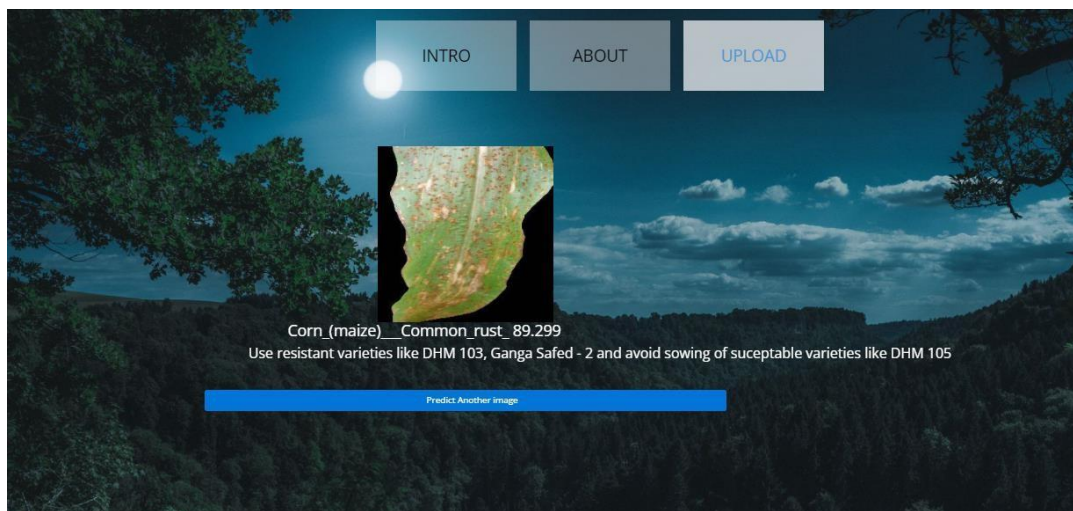 INTRO ABOUT UPLOAD
Corn_(maize)___Common_rust_ 89.299
Use resistant varieties like DHM 103, Ganga Safed - 2 and avoid sowing of suceptable varieties like DHM 105
Predict Another image